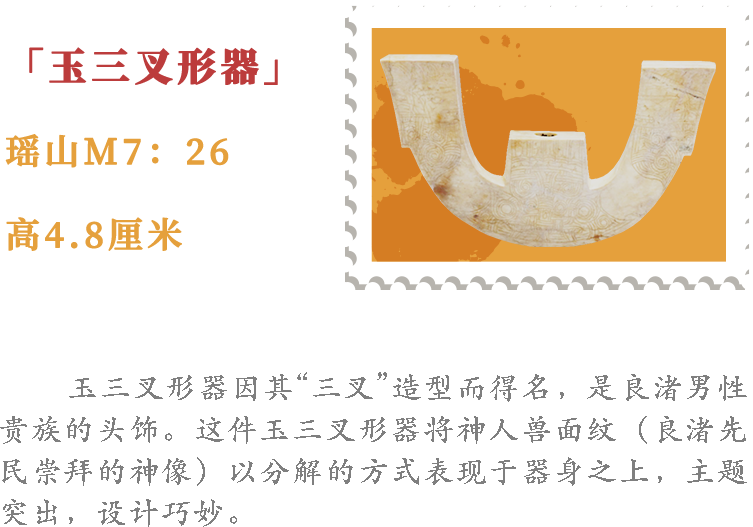 「玉三叉形器」
瑶山M7：26
高4.8厘米
玉三叉形器因其“三叉”造型而得名，是良渚男性
贵族的头饰。这件玉三叉形器将神人兽面纹（良渚先
民崇拜的神像）以分解的方式表现于器身之上，主题
突出，设计巧妙。